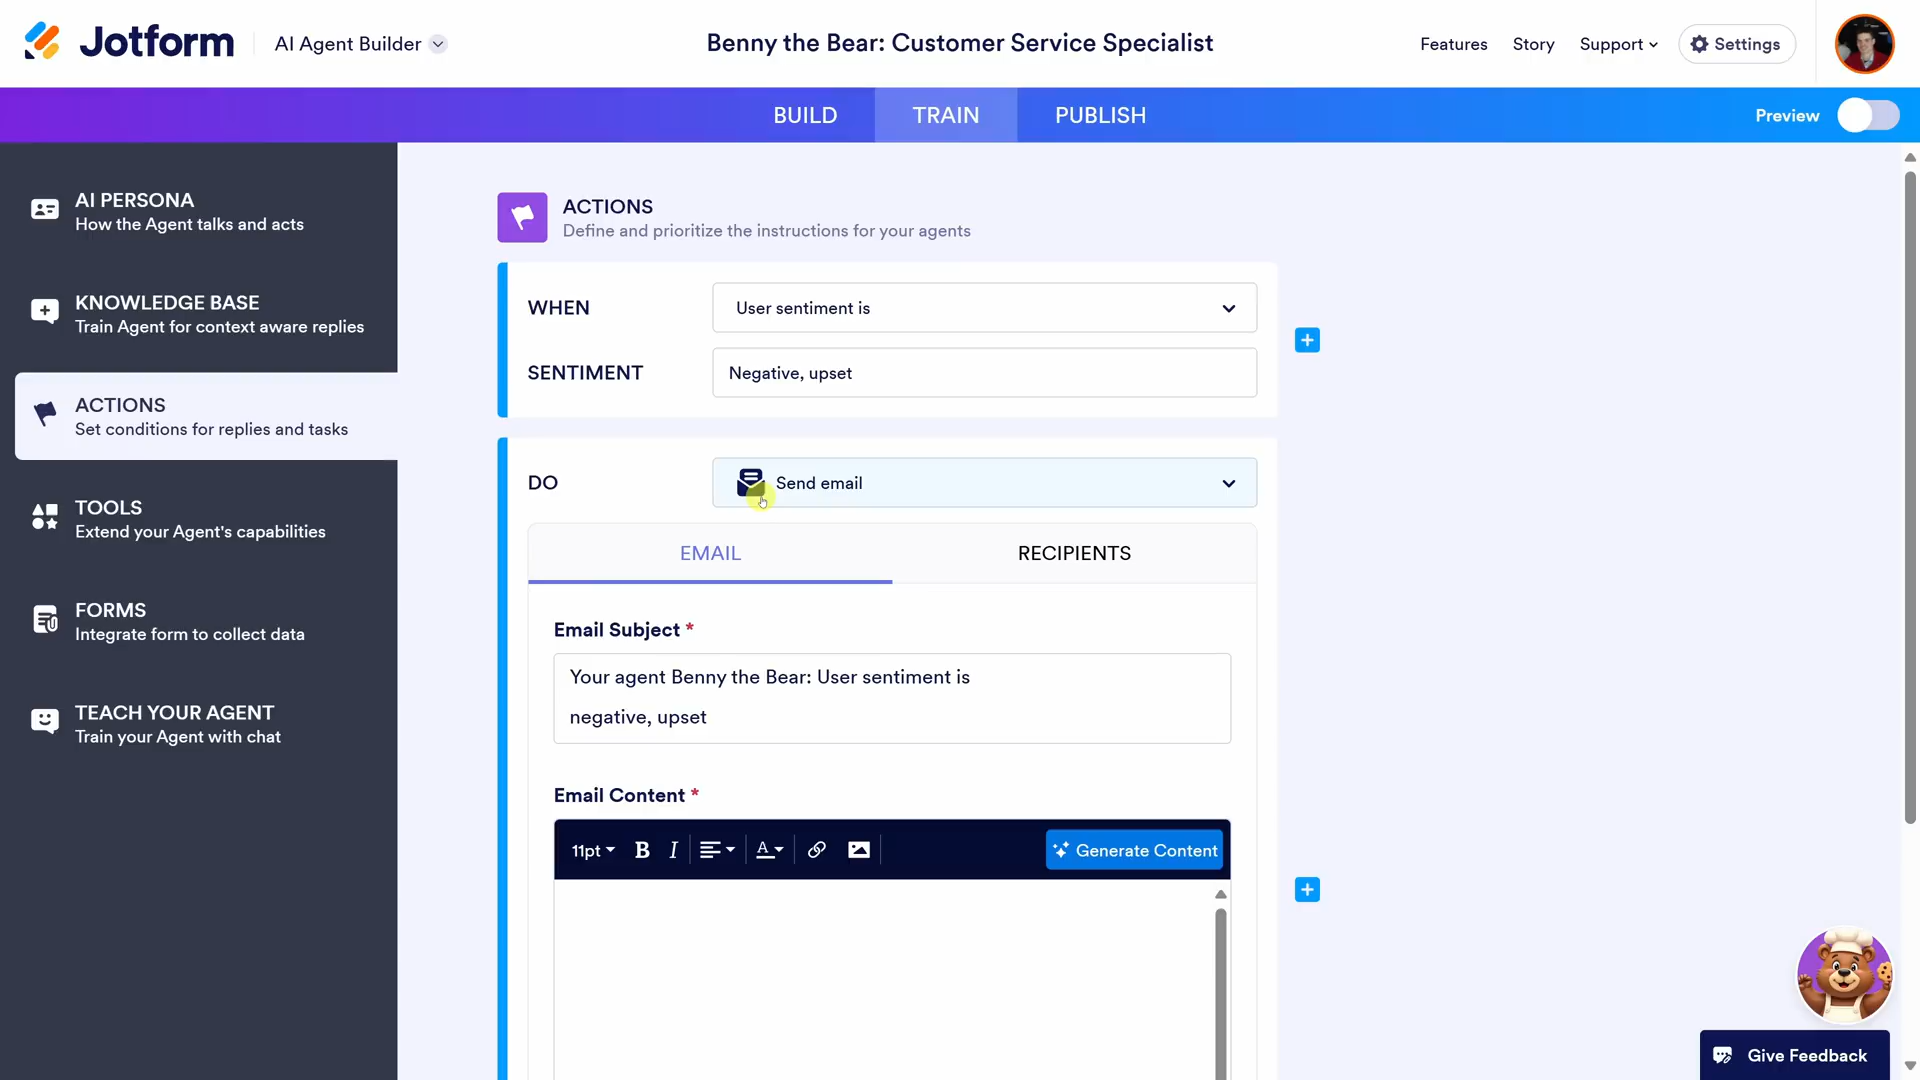 Jotform
AI Agent Builder
Benny the Bear: Customer Service Specialist
Features
Story
Support
Settings
BUILD
TRAIN
PUBLISH
Preview
AI PERSONA
How the Agent talks and acts
KNOWLEDGE BASE
Train Agent for context aware replies
ACTIONS
Set conditions for replies and tasks
TOOLS
Extend your Agent's capabilities
FORMS
Integrate form to collect data
TEACH YOUR AGENT
Train your Agent with chat
ACTIONS
Define and prioritize the instructions for your agents
WHEN
User sentiment is
SENTIMENT
Negative, upset
DO
Send email
EMAIL
RECIPIENTS
Email Subject *
Your agent Benny the Bear: User sentiment is
negative, upset
Email Content *
11pt
B
I
A
Generate Content
Give Feedback